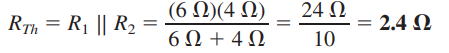 R_Th = R_1 || R_2 = (6 Ω)(4 Ω) / 6 Ω + 4 Ω = 24 Ω / 10 = 2.4 Ω